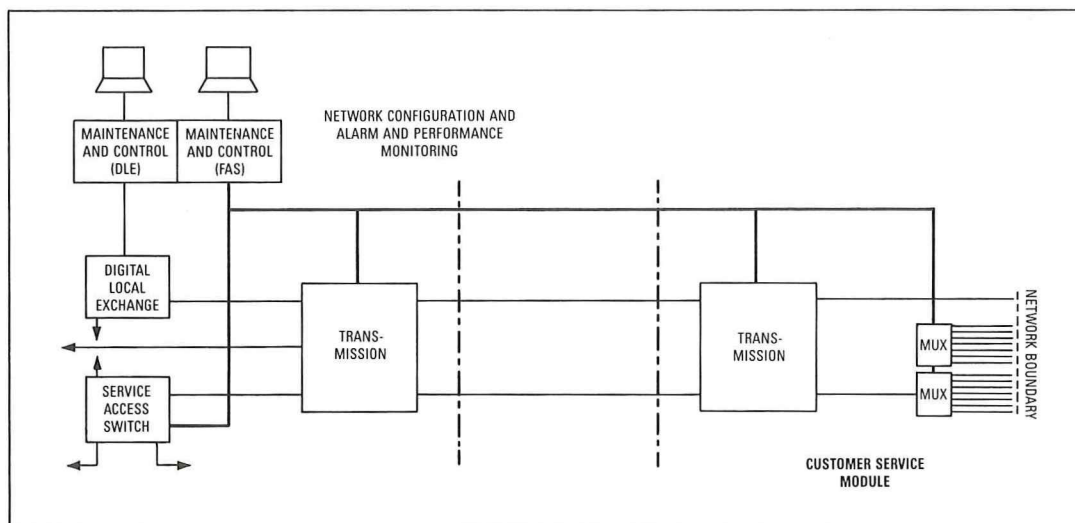 MAINTENANCE
AND CONTROL
(DLE)
MAINTENANCE
AND CONTROL
(FAS)
NETWORK CONFIGURATION AND
ALARM AND PERFORMANCE
MONITORING
DIGITAL
LOCAL
EXCHANGE
TRANS-
MISSION
TRANS-
MISSION
SERVICE
ACCESS
SWITCH
MUX
MUX
NETWORK BOUNDARY
CUSTOMER SERVICE
MODULE